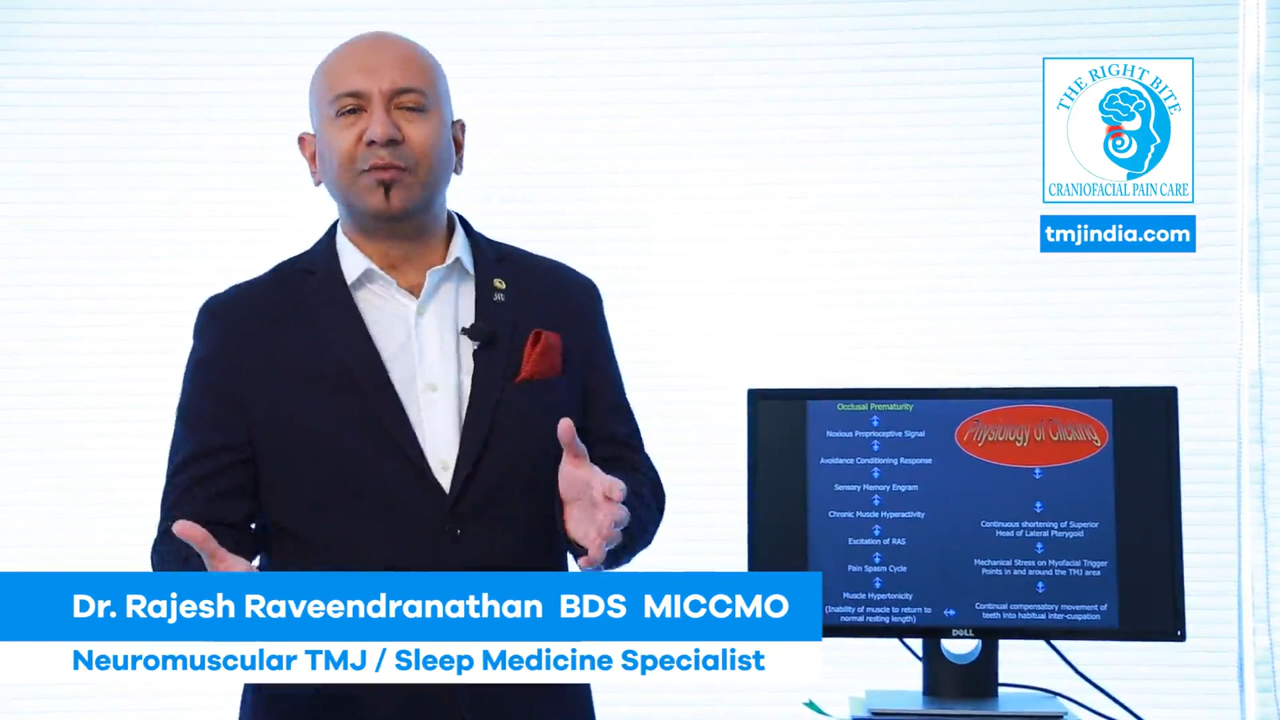 THE RIGHT BITE
CRANIOFACIAL PAIN CARE
tmjindia.com
Occlusal Prematurity
Noxious Proprioceptive Signal
Avoidance Conditioning Response
Sensory Memory Engram
Chronic Muscle Hyperactivity
Excitation of RAS
Pain Spasm Cycle
Muscle Hypertonicity
(Inability of muscle to return to
normal resting length)
Physiology of Clicking
Continuous shortening of Superior
Head of Lateral Pterygoid
Mechanical Stress on Myofacial Trigger
Points in and around the TMJ area
Continual compensatory movement of
teeth into habitual inter-cuspation
DELL
Dr. Rajesh Raveendranathan BDS MICCMO
Neuromuscular TMJ / Sleep Medicine Specialist